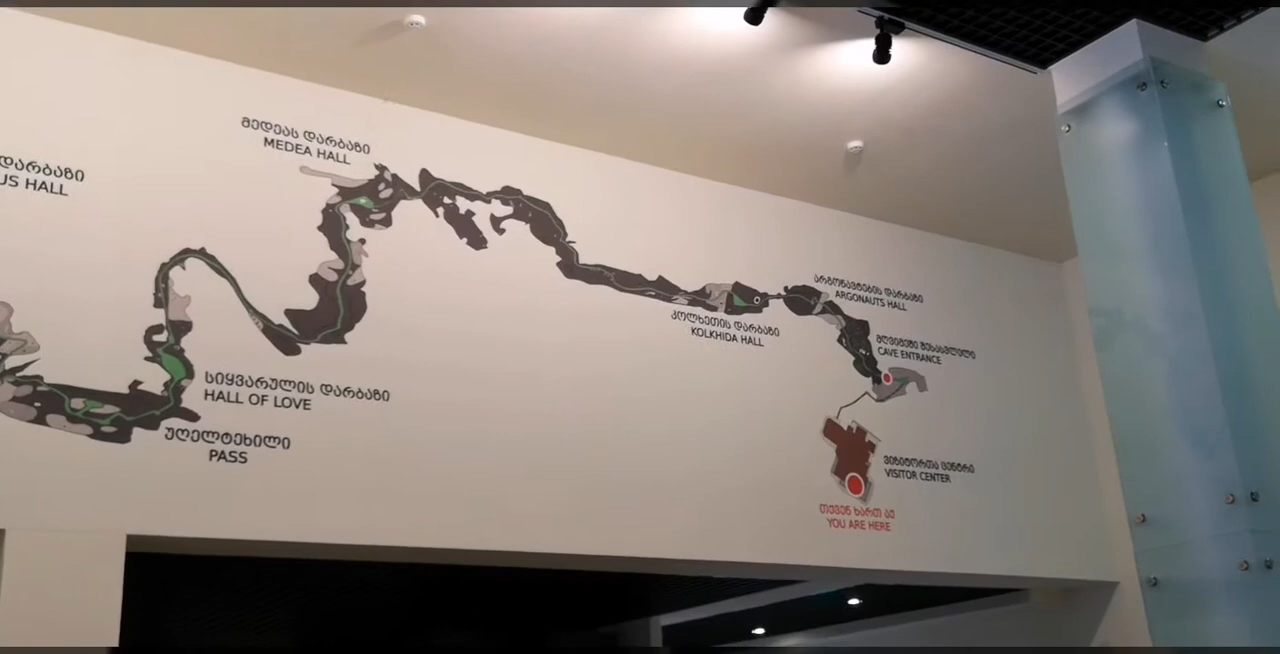 დარბაზი
US HALL
მედეას დარბაზი
MEDEA HALL
არგონავტების დარბაზი
ARGONAUTS HALL
კოლხეთის დარბაზი
KOLKHIDA HALL
მღვიმეში შესასვლელი
CAVE ENTRANCE
სიყვარულის დარბაზი
HALL OF LOVE
უღელტეხილი
PASS
ვიზიტორთა ცენტრი
VISITOR CENTER
თქვენ ხართ აქ
YOU ARE HERE